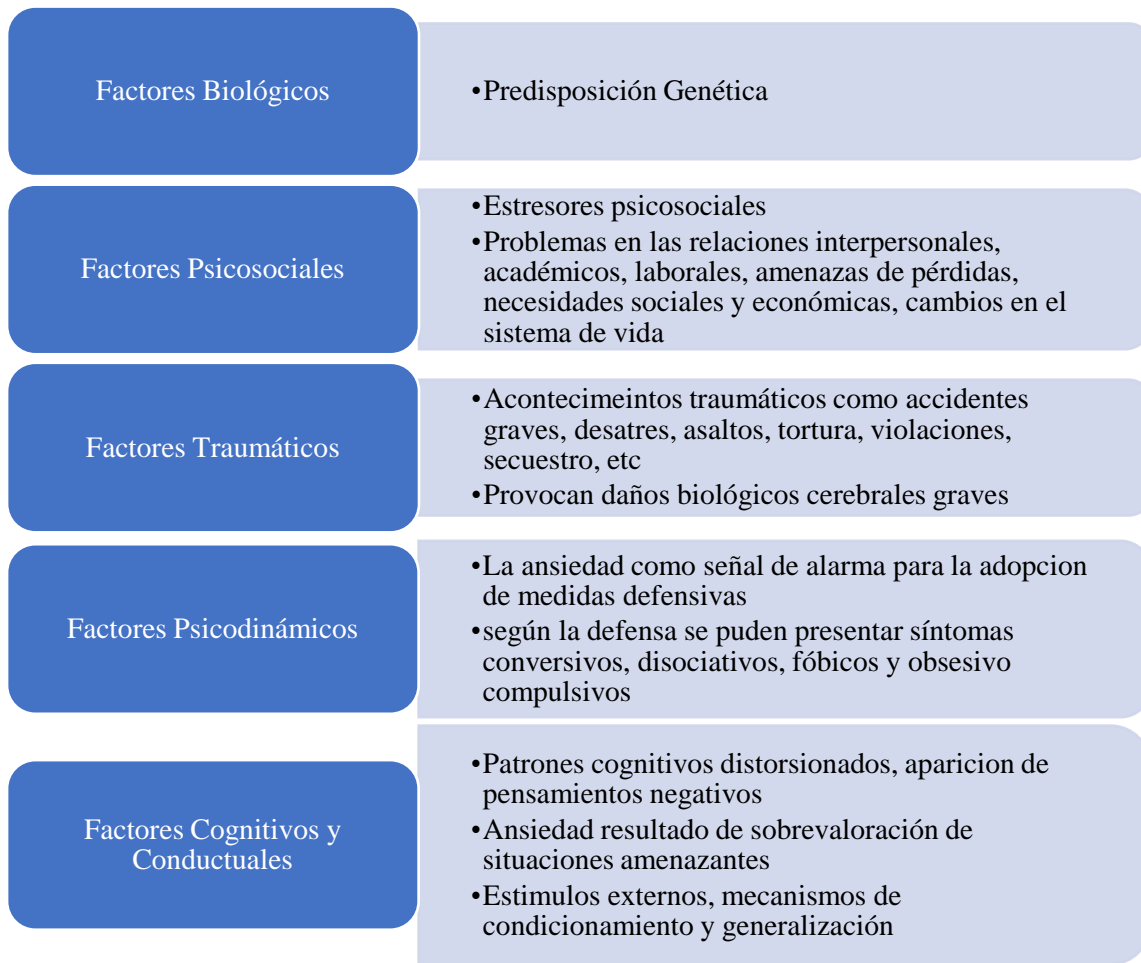 Factores Biológicos
•Predisposición Genética
Factores Psicosociales
•Estresores psicosociales
•Problemas en las relaciones interpersonales,
académicos, laborales, amenazas de pérdidas,
necesidades sociales y económicas, cambios en el
sistema de vida
Factores Traumáticos
•Acontecimeintos traumáticos como accidentes
graves, desatres, asaltos, tortura, violaciones,
secuestro, etc
•Provocan daños biológicos cerebrales graves
Factores Psicodinámicos
•La ansiedad como señal de alarma para la adopcion
de medidas defensivas
•según la defensa se puden presentar síntomas
conversivos, disociativos, fóbicos y obsesivo
compulsivos
Factores Cognitivos y
Conductuales
•Patrones cognitivos distorsionados, aparicion de
pensamientos negativos
•Ansiedad resultado de sobrevaloración de
situaciones amenazantes
•Estimulos externos, mecanismos de
condicionamiento y generalización